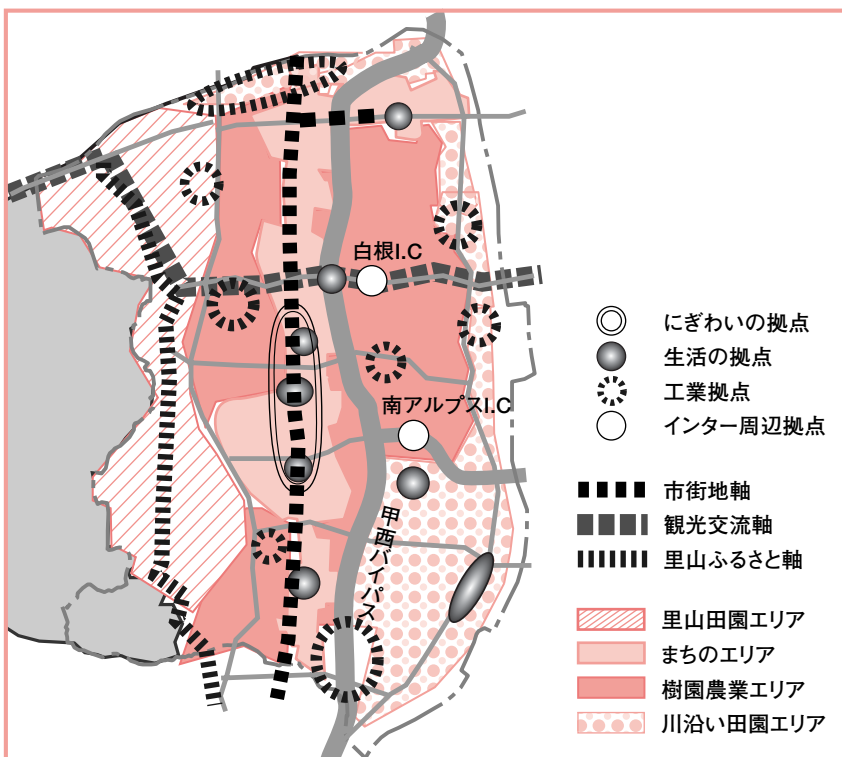 白根I.C
南アルプスI.C
甲西バイパス
にぎわいの拠点
生活の拠点
工業拠点
インター周辺拠点
市街地軸
観光交流軸
里山ふるさと軸
里山田園エリア
まちのエリア
樹園農業エリア
川沿い田園エリア